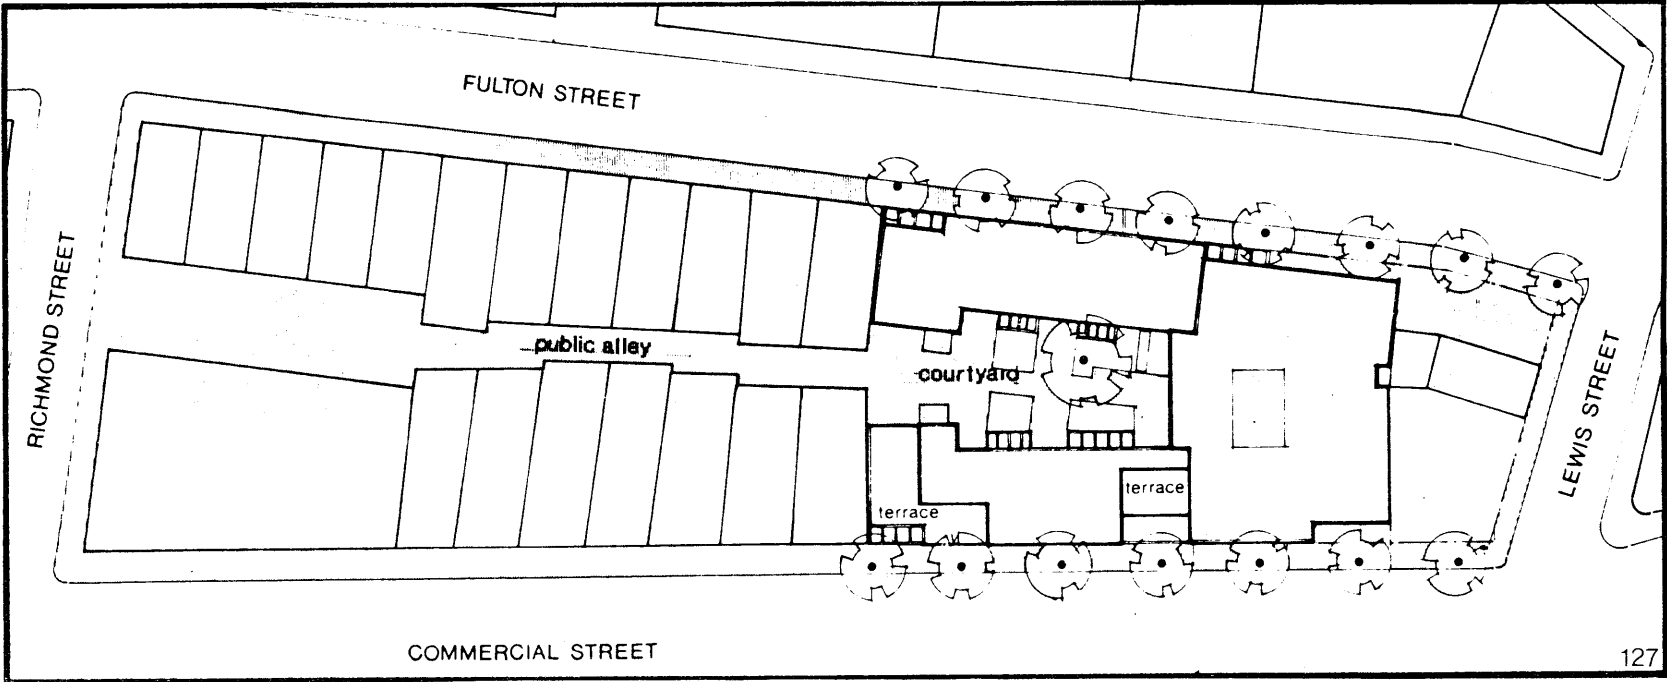 FULTON STREET
RICHMOND STREET
public alley
courtyard
LEWIS STREET
terrace
terrace
COMMERCIAL STREET
127